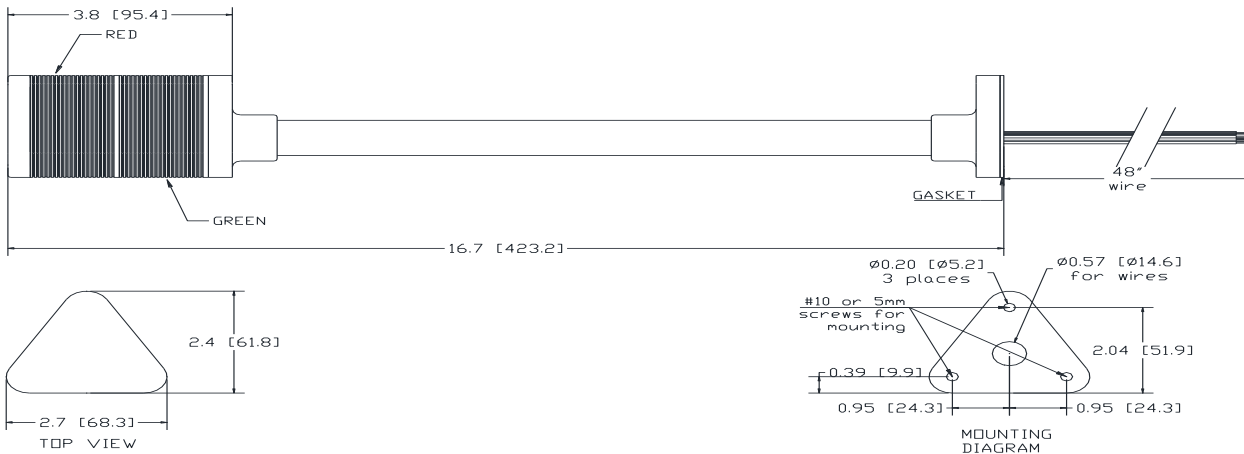 3.8 [95.4]
RED
GREEN
48"
wire
GASKET
16.7 [423.2]
2.4 [61.8]
2.7 [68.3]
TOP VIEW
Ø0.20 [Ø5.2]
3 places
Ø0.57 [Ø14.6]
for wires
#10 or 5mm
screws for
mounting
2.04 [51.9]
0.39 [9.9]
0.95 [24.3]
0.95 [24.3]
MOUNTING
DIAGRAM